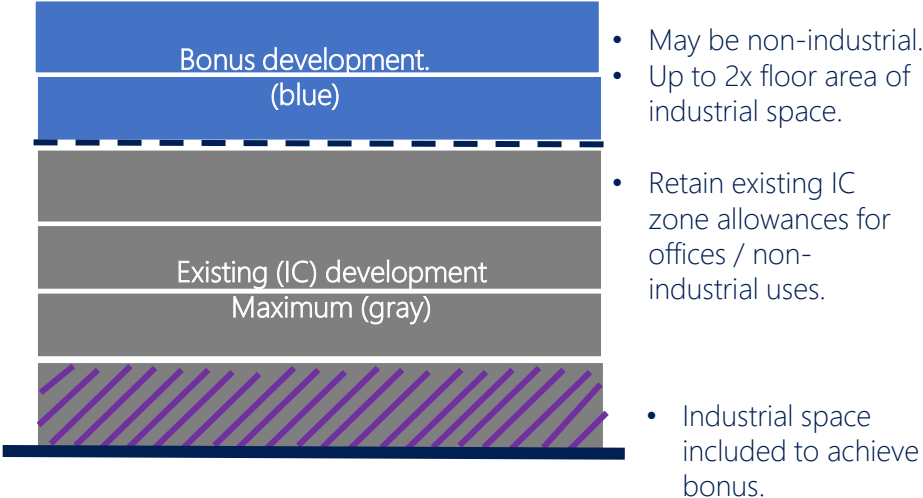 Bonus development.
(blue)
• May be non-industrial.
• Up to 2x floor area of
industrial space.
Existing (IC) development
Maximum (gray)
• Retain existing IC
zone allowances for
offices / non-
industrial uses.
• Industrial space
included to achieve
bonus.